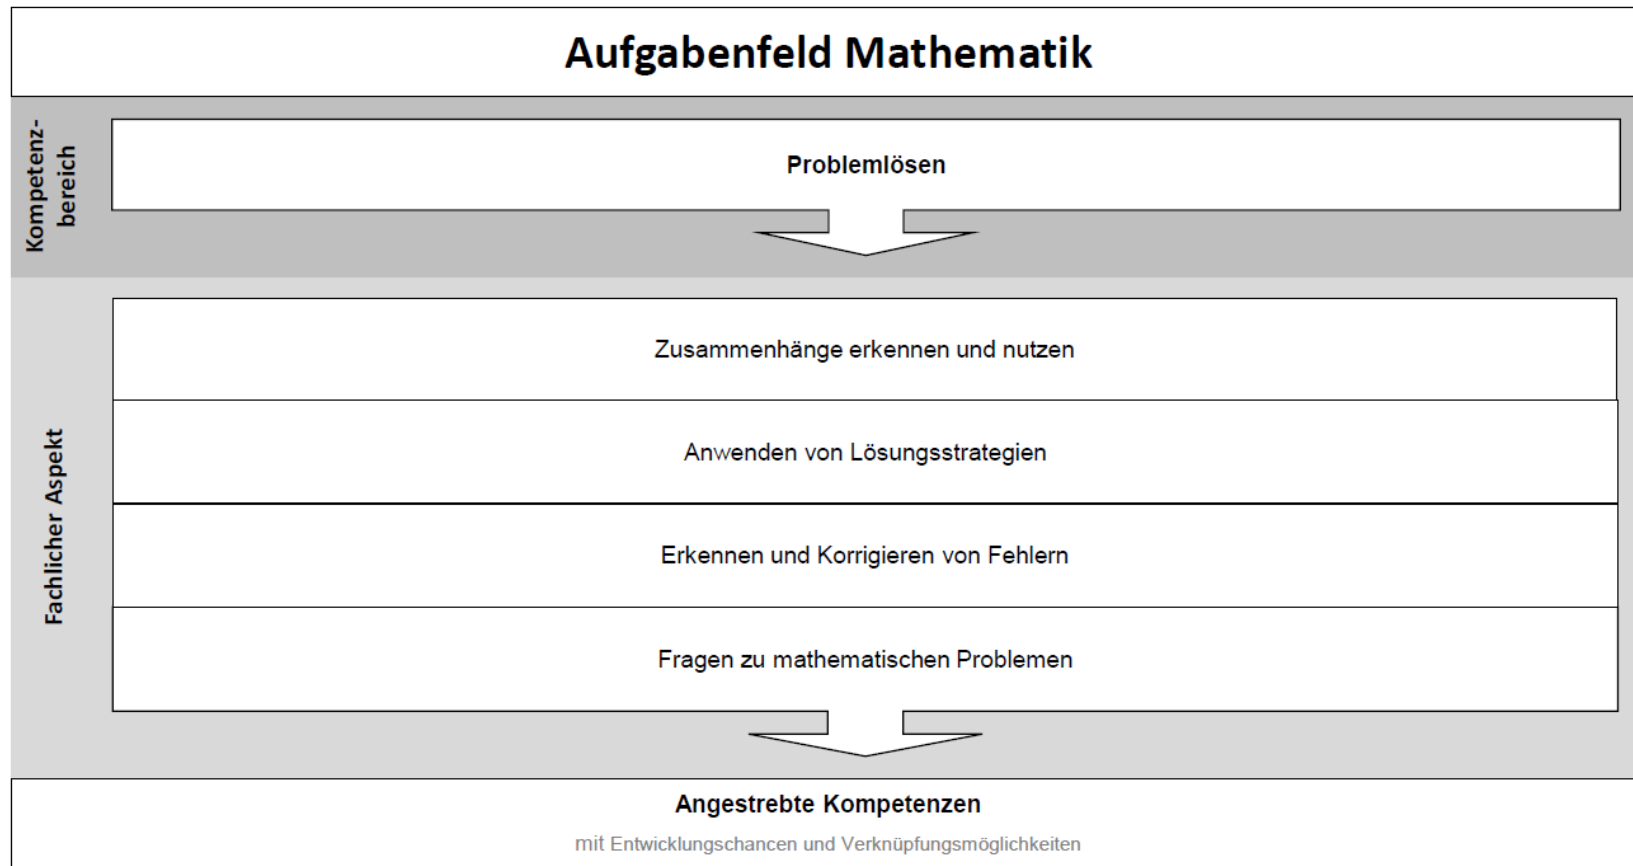 Aufgabenfeld Mathematik
Kompetenz-
bereich
Problemlösen
Fachlicher Aspekt
Zusammenhänge erkennen und nutzen
Anwenden von Lösungsstrategien
Erkennen und Korrigieren von Fehlern
Fragen zu mathematischen Problemen
Angestrebte Kompetenzen
mit Entwicklungschancen und Verknüpfungsmöglichkeiten